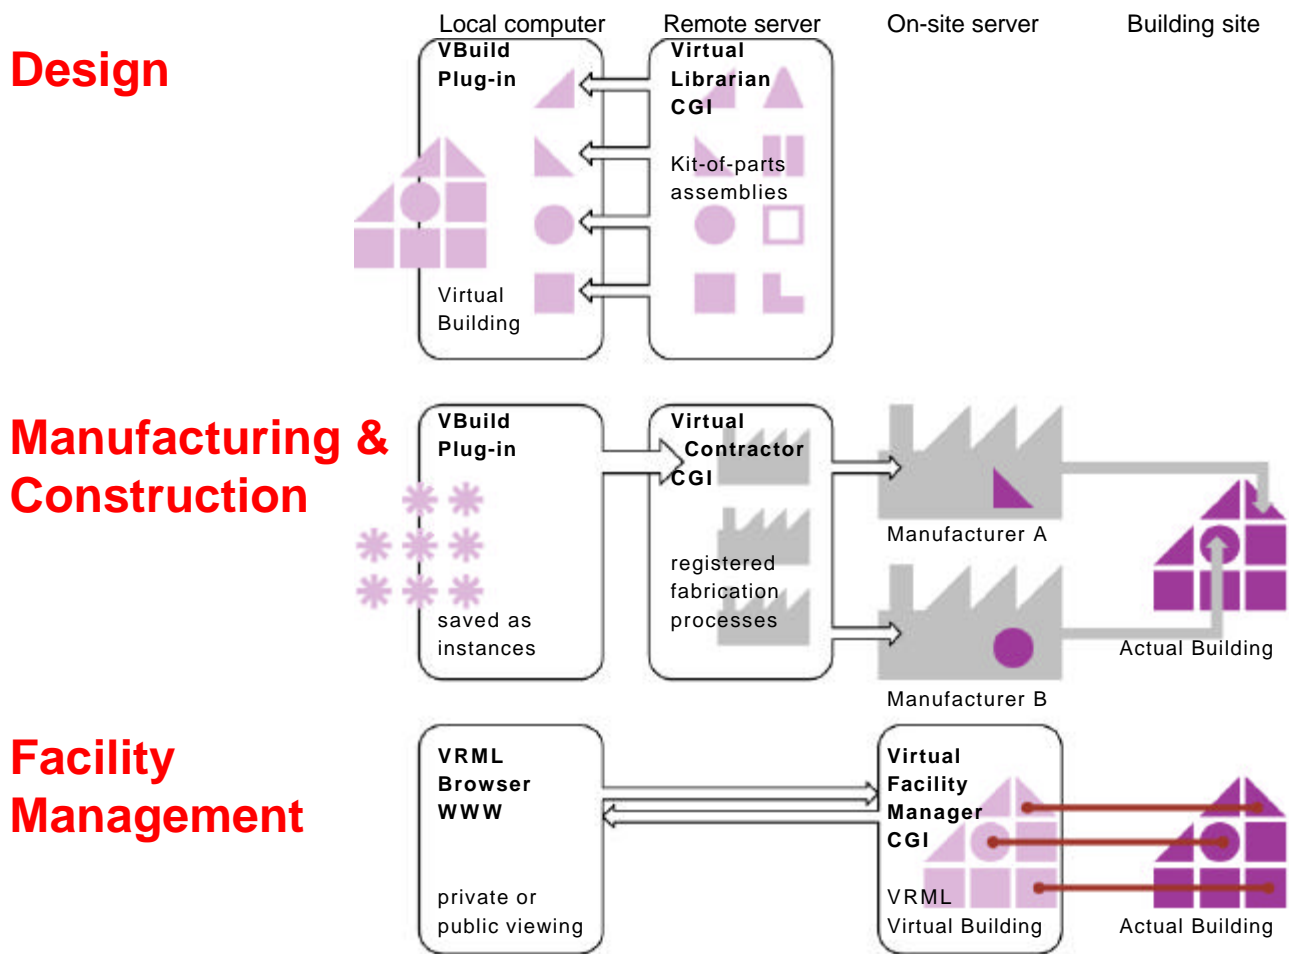 Local computer
Remote server
On-site server
Building site
Design
VBuild
Plug-in
Virtual
Building
Virtual
Librarian
CGI
Kit-of-parts
assemblies
Manufacturing &
Construction
VBuild
Plug-in
saved as
instances
Virtual
Contractor
CGI
registered
fabrication
processes
Manufacturer A
Manufacturer B
Actual Building
Facility
Management
VRML
Browser
WWW
private or
public viewing
Virtual
Facility
Manager
CGI
VRML
Virtual Building
Actual Building